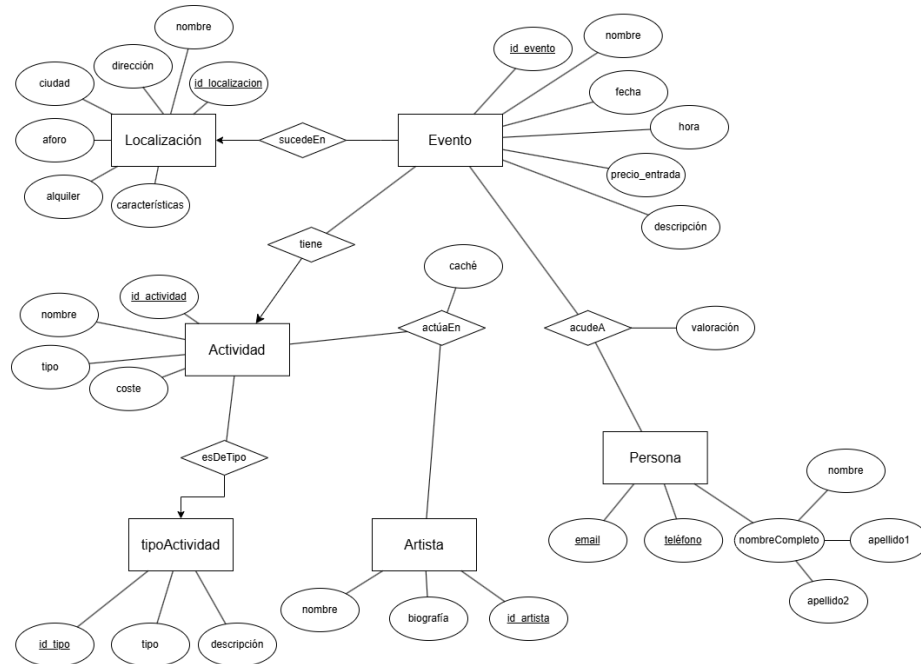 nombre
id_evento
nombre
dirección
ciudad
id_localizacion
fecha
aforo
Localización
sucedeEn
Evento
hora
alquiler
características
precio_entrada
descripción
tiene
caché
id_actividad
nombre
actúaEn
acudeA
valoración
Actividad
tipo
coste
esDeTipo
Persona
nombre
tipoActividad
Artista
email
teléfono
nombreCompleto
apellido1
nombre
biografía
id_artista
apellido2
id_tipo
tipo
descripción